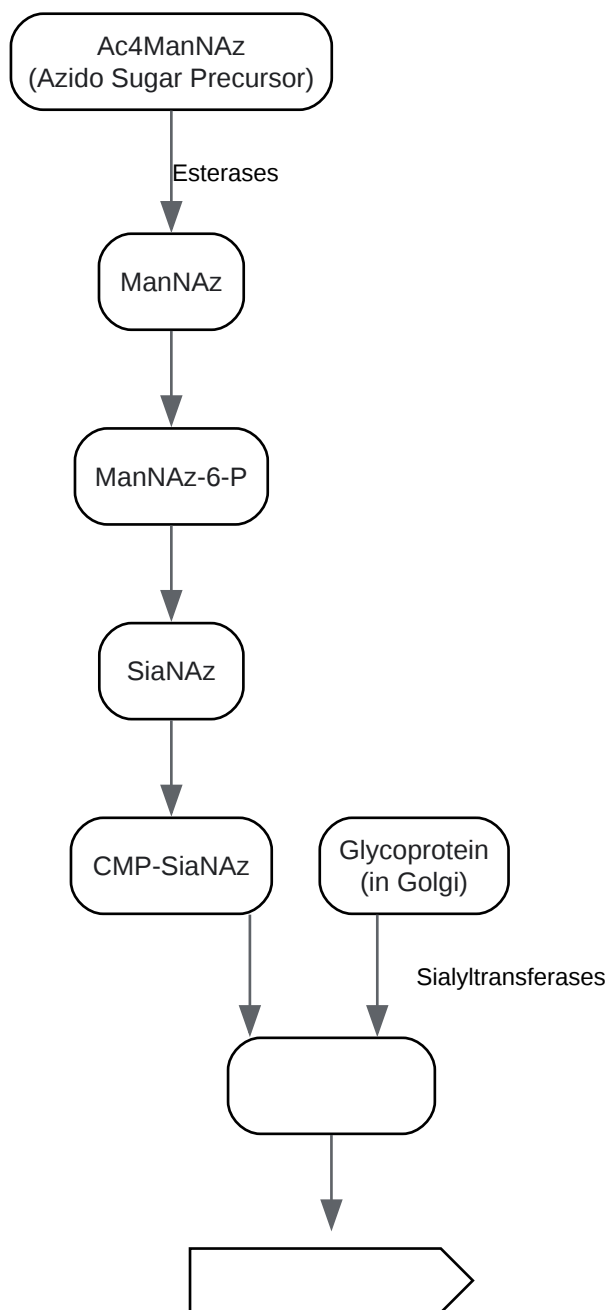 Ac4ManNAz
(Azido Sugar Precursor)
Esterases
ManNAz
ManNAz-6-P
SiaNAz
CMP-SiaNAz
Glycoprotein
(in Golgi)
Sialyltransferases